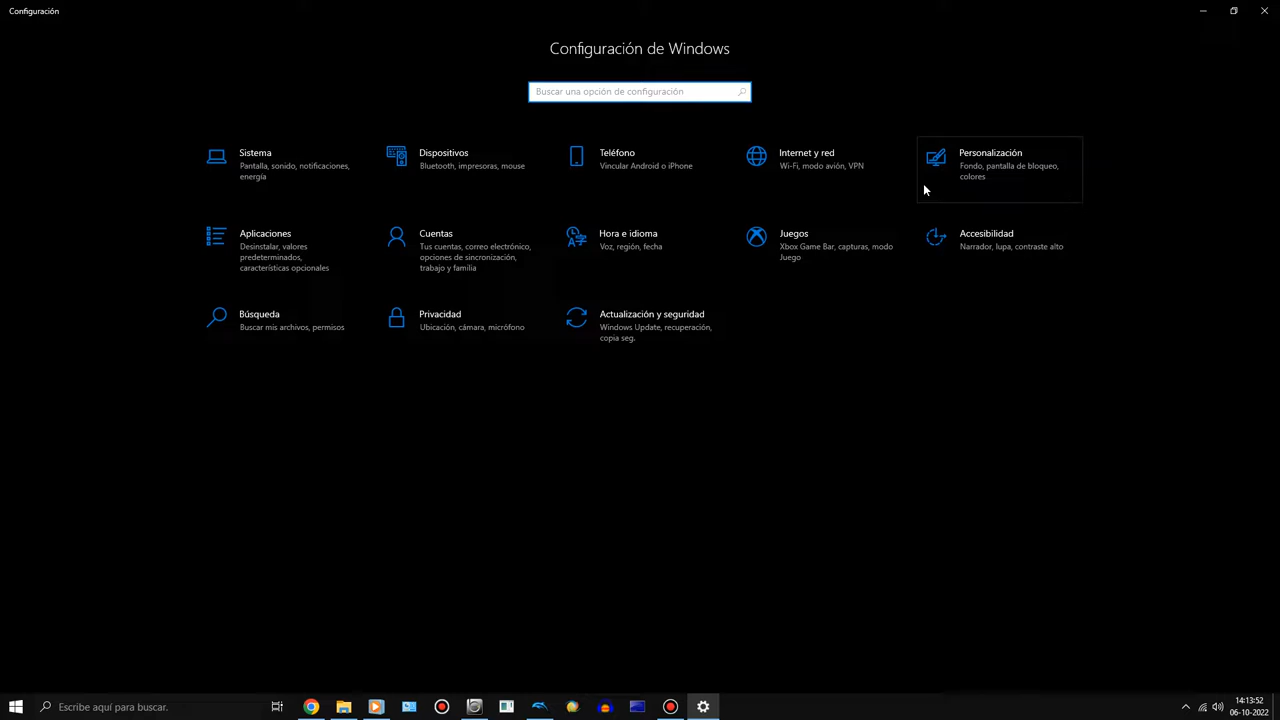 Configuración
Configuración de Windows
Buscar una opción de configuración
Sistema
Pantalla, sonido, notificaciones,
energía
Dispositivos
Bluetooth, impresoras, mouse
Teléfono
Vincular Android o iPhone
Internet y red
Wi-Fi, modo avión, VPN
Personalización
Fondo, pantalla de bloqueo,
colores
Aplicaciones
Desinstalar, valores
predeterminados,
características opcionales
Cuentas
Tus cuentas, correo electrónico,
opciones de sincronización,
trabajo y familia
Hora e idioma
Voz, región, fecha
Juegos
Xbox Game Bar, capturas, modo
Juego
Accesibilidad
Narrador, lupa, contraste alto
Búsqueda
Buscar mis archivos, permisos
Privacidad
Ubicación, cámara, micrófono
Actualización y seguridad
Windows Update, recuperación,
copia seg.
Escribe aquí para buscar.
14:13:52
06-10-2022